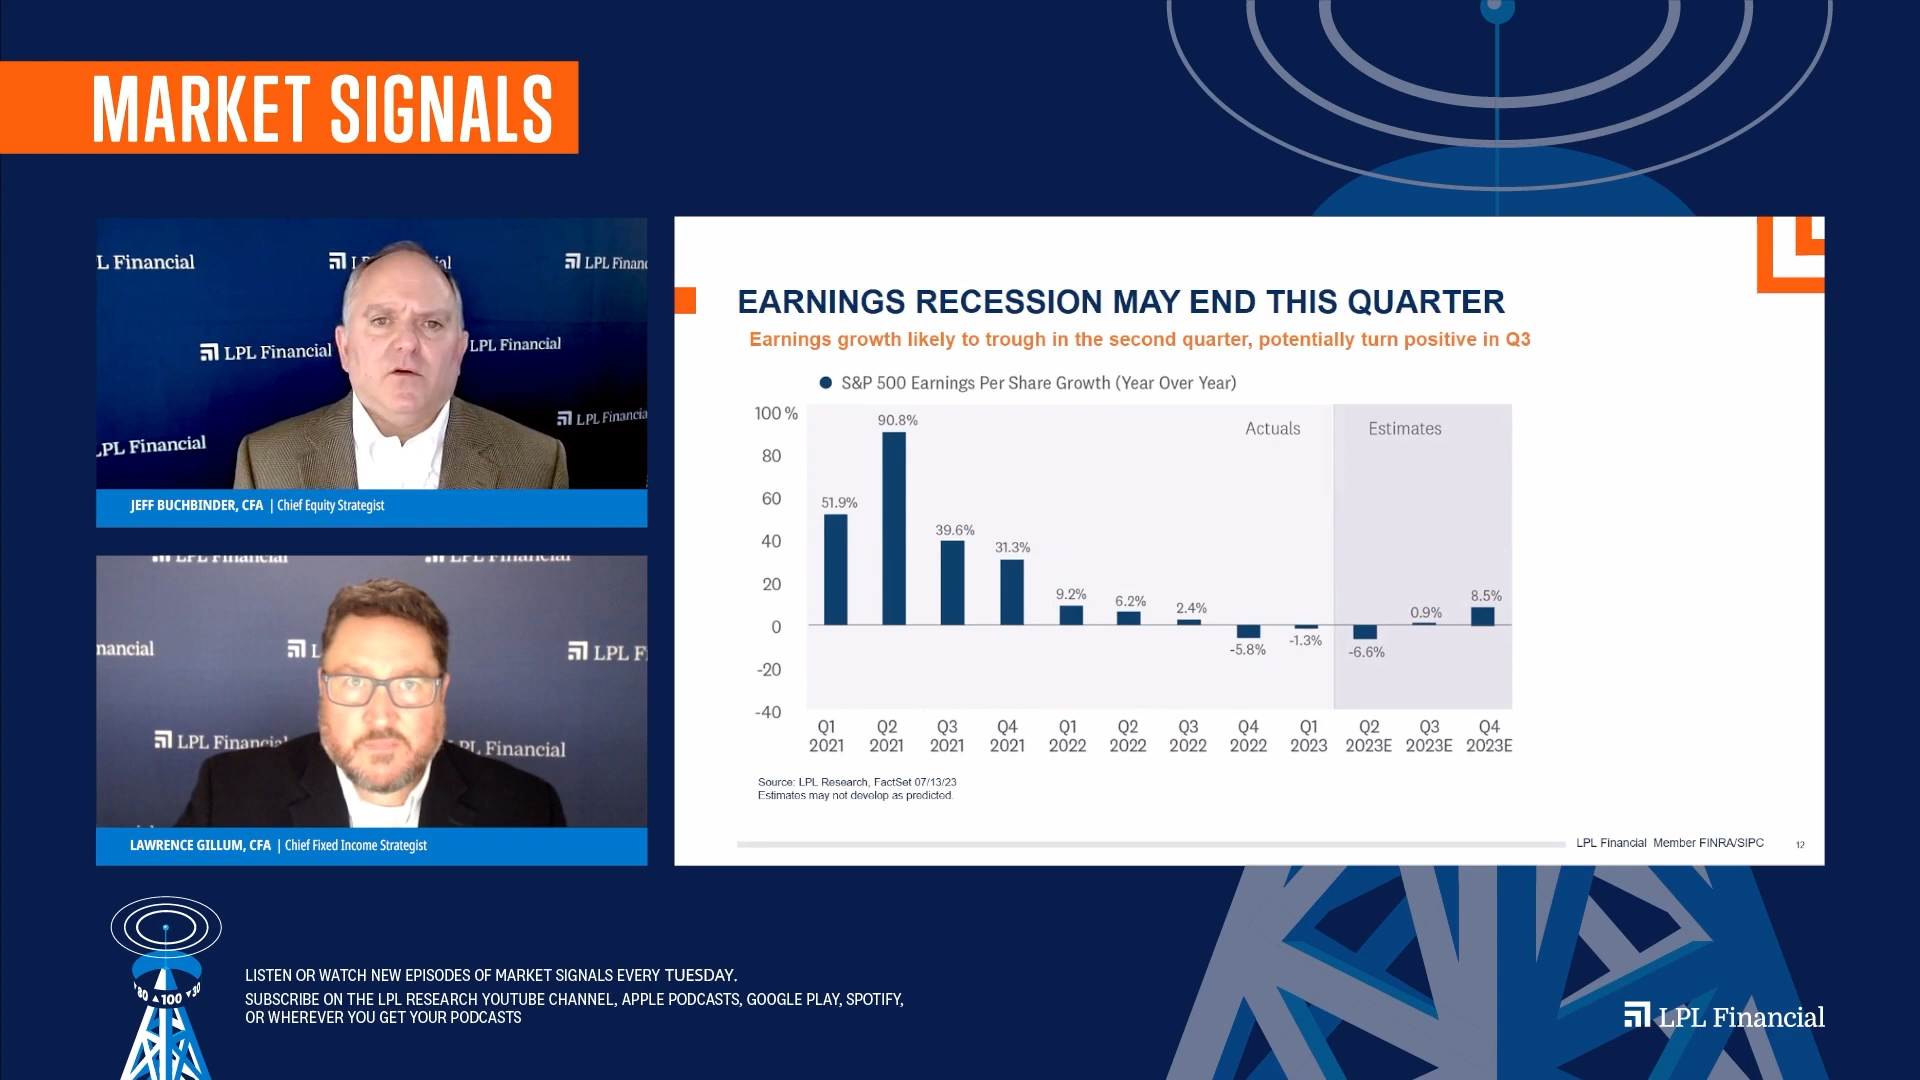 MARKET SIGNALS
L Financial
LPL Financial
LPL Financial
LPL Financial
LPL Financial
JEFF BUCHBINDER, CFA | Chief Equity Strategist
LPL Financial
LPL Financial
LAWRENCE GILLUM, CFA | Chief Fixed Income Strategist
EARNINGS RECESSION MAY END THIS QUARTER
Earnings growth likely to trough in the second quarter, potentially turn positive in Q3
S&P 500 Earnings Per Share Growth (Year Over Year)
Actuals
Estimates
100 %
80
60
40
20
0
-20
-40
51.9%
90.8%
39.6%
31.3%
9.2%
6.2%
2.4%
-5.8%
-1.3%
-6.6%
0.9%
8.5%
Q1 Q2 Q3 Q4 Q1 Q2 Q3 Q4 Q1 Q2 Q3 Q4
2021 2021 2021 2021 2022 2022 2022 2022 2023 2023E 2023E 2023E
Source: LPL Research, FactSet 07/13/23
Estimates may not develop as predicted.
LPL Financial Member FINRA/SIPC 12
80 100 30
LISTEN OR WATCH NEW EPISODES OF MARKET SIGNALS EVERY TUESDAY.
SUBSCRIBE ON THE LPL RESEARCH YOUTUBE CHANNEL, APPLE PODCASTS, GOOGLE PLAY, SPOTIFY,
OR WHEREVER YOU GET YOUR PODCASTS
LPL Financial